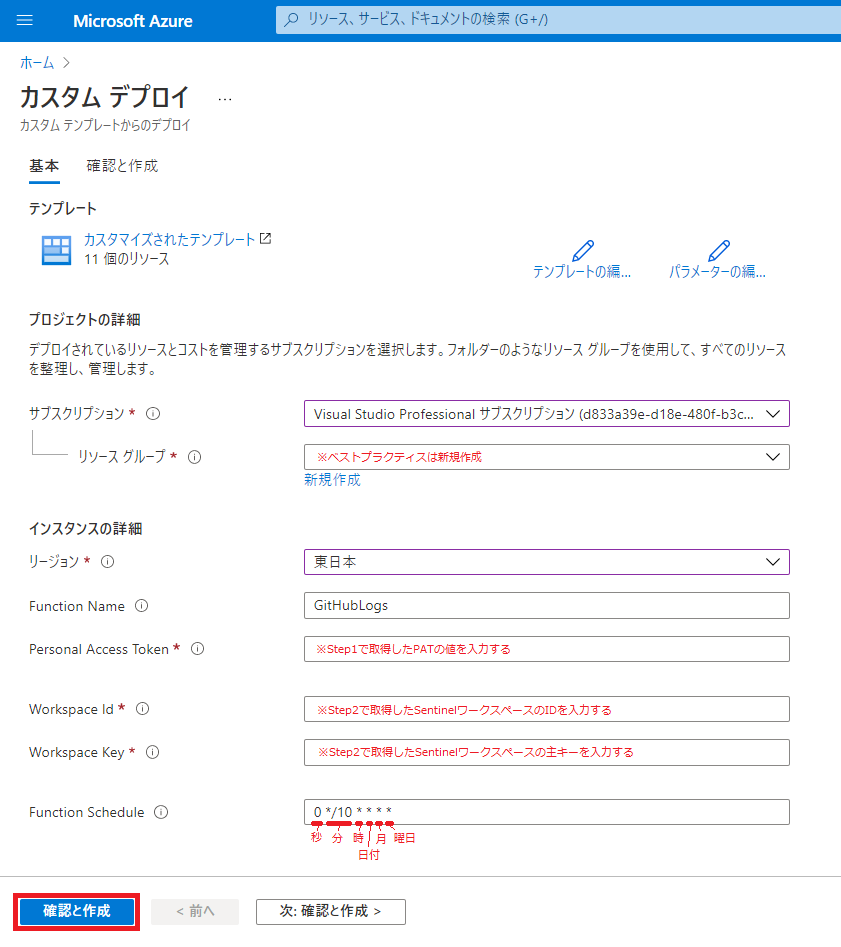 Microsoft Azure
リソース、サービス、ドキュメントの検索 (G+/)
ホーム >
カスタム デプロイ ...
カスタム テンプレートからのデプロイ
基本 確認と作成
テンプレート
カスタマイズされたテンプレート
11 個のリソース
テンプレートの編... パラメーターの編...
プロジェクトの詳細
デプロイされているリソースとコストを管理するサブスクリプションを選択します。フォルダーのようなリソース グループを使用して、すべてのリソース
を整理し、管理します。
サブスクリプション * Visual Studio Professional サブスクリプション (d833a39e-d18e-480f-b3c...
リソース グループ * ※ベストプラクティスは新規作成
新規作成
インスタンスの詳細
リージョン * 東日本
Function Name GitHubLogs
Personal Access Token * ※Step1で取得したPATの値を入力する
Workspace Id * ※Step2で取得したSentinelワークスペースのIDを入力する
Workspace Key * ※Step2で取得したSentinelワークスペースの主キーを入力する
Function Schedule 0 */10 * * * *
秒 分 時 月 曜日
日付
確認と作成 < 前へ 次: 確認と作成 >